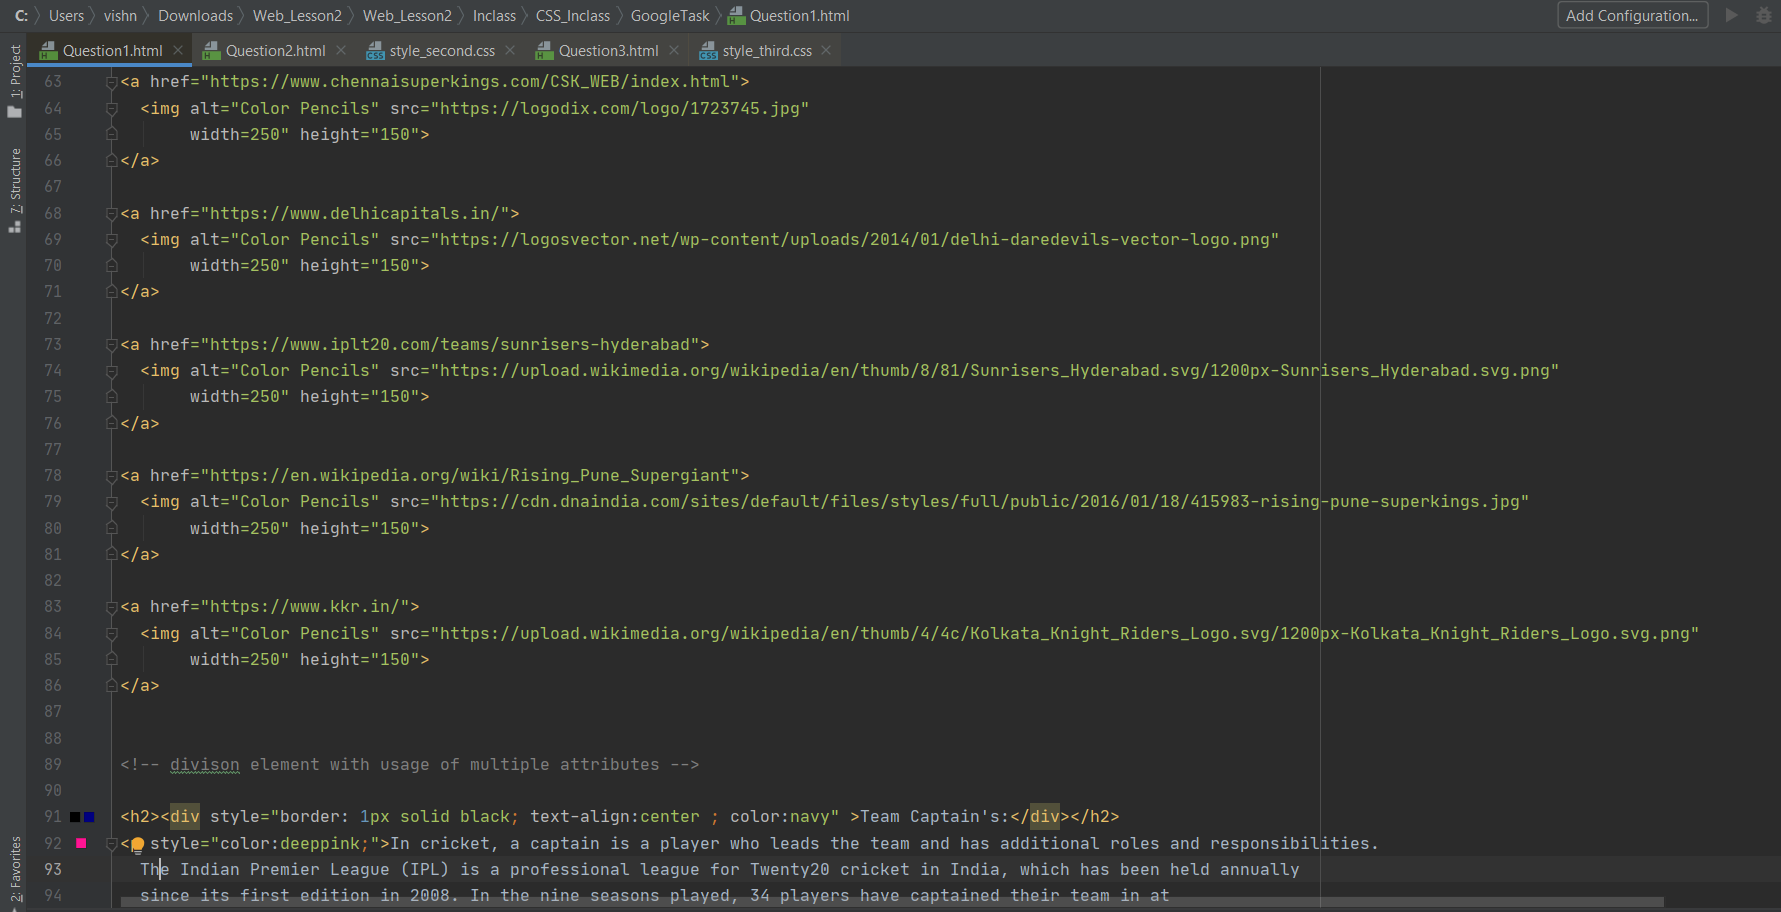 C: Users vishn Downloads Web_Lesson2 Web_Lesson2 Inclass CSS_Inclass GoogleTask Question1.html Add Configuration...
Question1.html Question2.html style_second.css Question3.html style_third.css
1: Project
7: Structure
2: Favorites
63 <a href="https://www.chennaisuperkings.com/CSK_WEB/index.html">
64 <img alt="Color Pencils" src="https://logodix.com/logo/1723745.jpg"
65 width=250" height="150">
66 </a>
67
68 <a href="https://www.delhicapitals.in/">
69 <img alt="Color Pencils" src="https://logosvector.net/wp-content/uploads/2014/01/delhi-daredevils-vector-logo.png"
70 width=250" height="150">
71 </a>
72
73 <a href="https://www.iplt20.com/teams/sunrisers-hyderabad">
74 <img alt="Color Pencils" src="https://upload.wikimedia.org/wikipedia/en/thumb/8/81/Sunrisers_Hyderabad.svg/1200px-Sunrisers_Hyderabad.svg.png"
75 width=250" height="150">
76 </a>
77
78 <a href="https://en.wikipedia.org/wiki/Rising_Pune_Supergiant">
79 <img alt="Color Pencils" src="https://cdn.dnaindia.com/sites/default/files/styles/full/public/2016/01/18/415983-rising-pune-superkings.jpg"
80 width=250" height="150">
81 </a>
82
83 <a href="https://www.kkr.in/">
84 <img alt="Color Pencils" src="https://upload.wikimedia.org/wikipedia/en/thumb/4/4c/Kolkata_Knight_Riders_Logo.svg/1200px-Kolkata_Knight_Riders_Logo.svg.png"
85 width=250" height="150">
86 </a>
87
88
89 <!-- divison element with usage of multiple attributes -->
90
91 <h2><div style="border: 1px solid black; text-align:center ; color:navy" >Team Captain's:</div></h2>
92 < style="color:deeppink;">In cricket, a captain is a player who leads the team and has additional roles and responsibilities.
93 The Indian Premier League (IPL) is a professional league for Twenty20 cricket in India, which has been held annually
94 since its first edition in 2008. In the nine seasons played, 34 players have captained their team in at